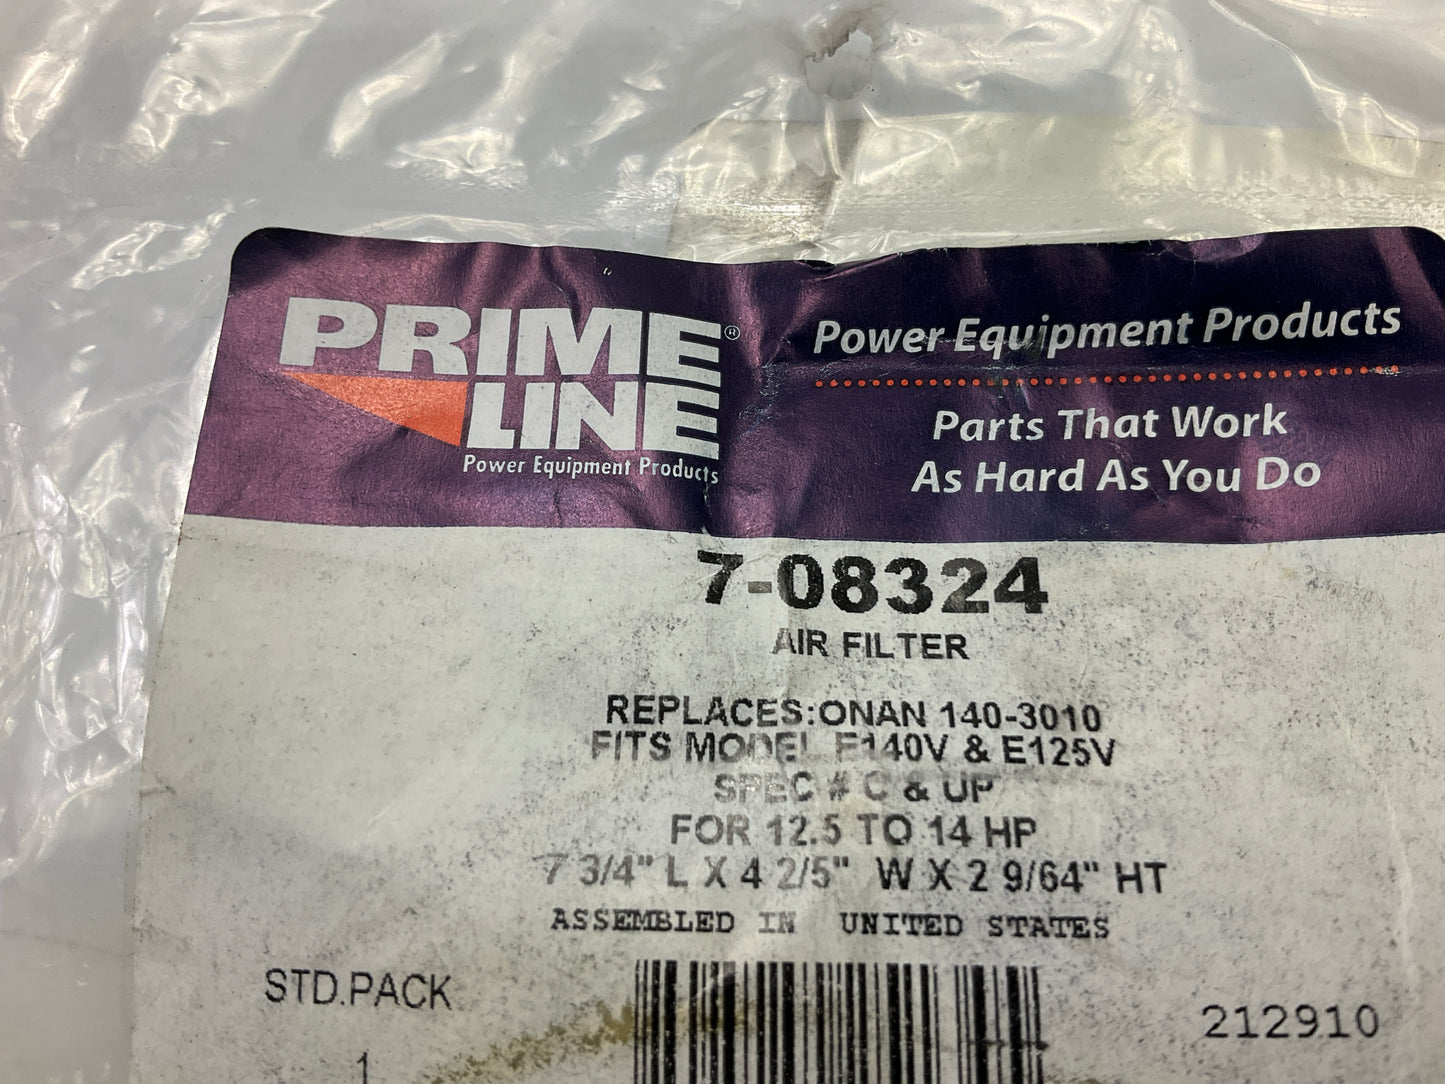 PRIME®
LINE
Power Equipment Products
Power Equipment Products
Parts That Work
As Hard As You Do
7-08324
AIR FILTER
REPLACES:ONAN 140-3010
FITS MODEL E140V & E125V
SPEC # C & UP
FOR 12.5 TO 14 HP
7 3/4" L X 4 2/5" W X 2 9/64" HT
ASSEMBLED IN UNITED STATES
STD.PACK
1
212910